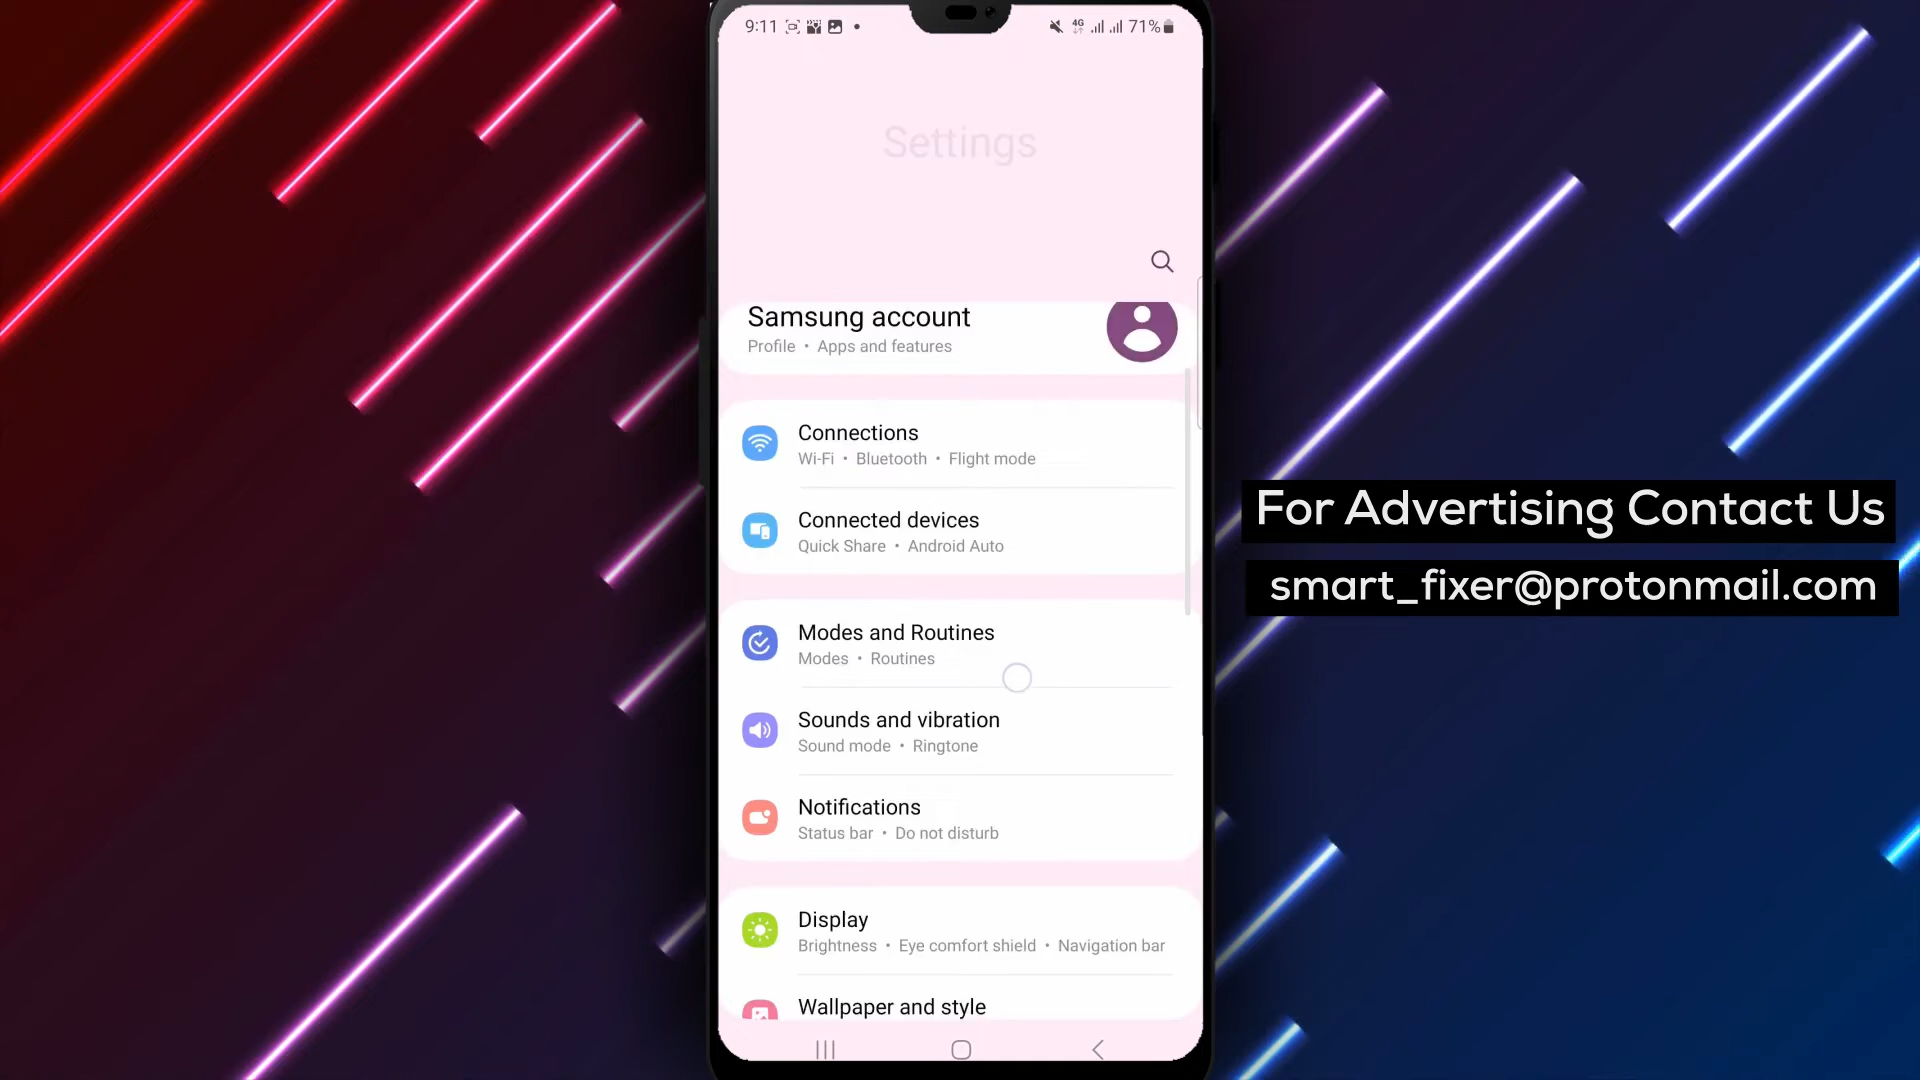 9:11
4G
71%
Settings
Samsung account
Profile • Apps and features
Connections
Wi-Fi • Bluetooth • Flight mode
Connected devices
Quick Share • Android Auto
Modes and Routines
Modes • Routines
Sounds and vibration
Sound mode • Ringtone
Notifications
Status bar • Do not disturb
Display
Brightness • Eye comfort shield • Navigation bar
Wallpaper and style
For Advertising Contact Us
smart_fixer@protonmail.com